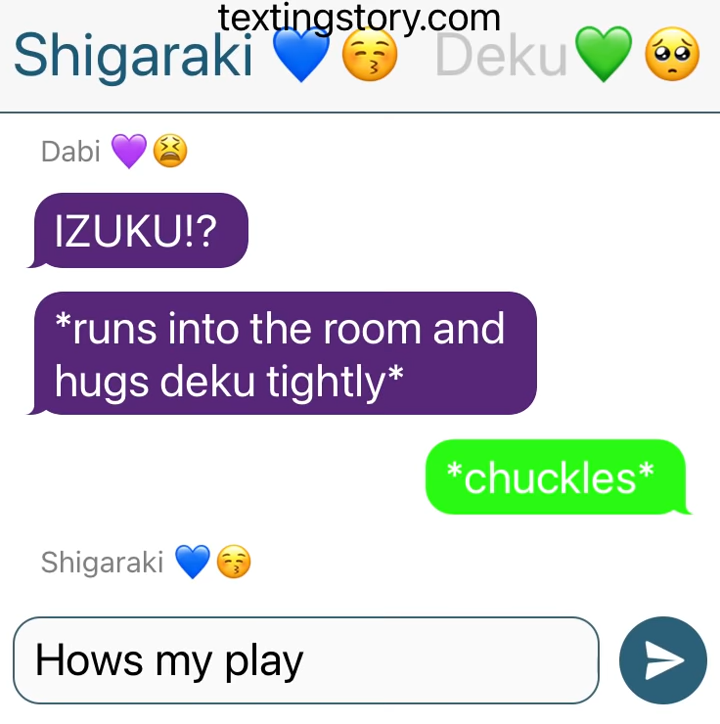 textingstory.com
Shigaraki 💙😚 Deku💚🥺
Dabi 💜😫
IZUKU!?
*runs into the room and
hugs deku tightly*
*chuckles*
Shigaraki 💙😚
Hows my play